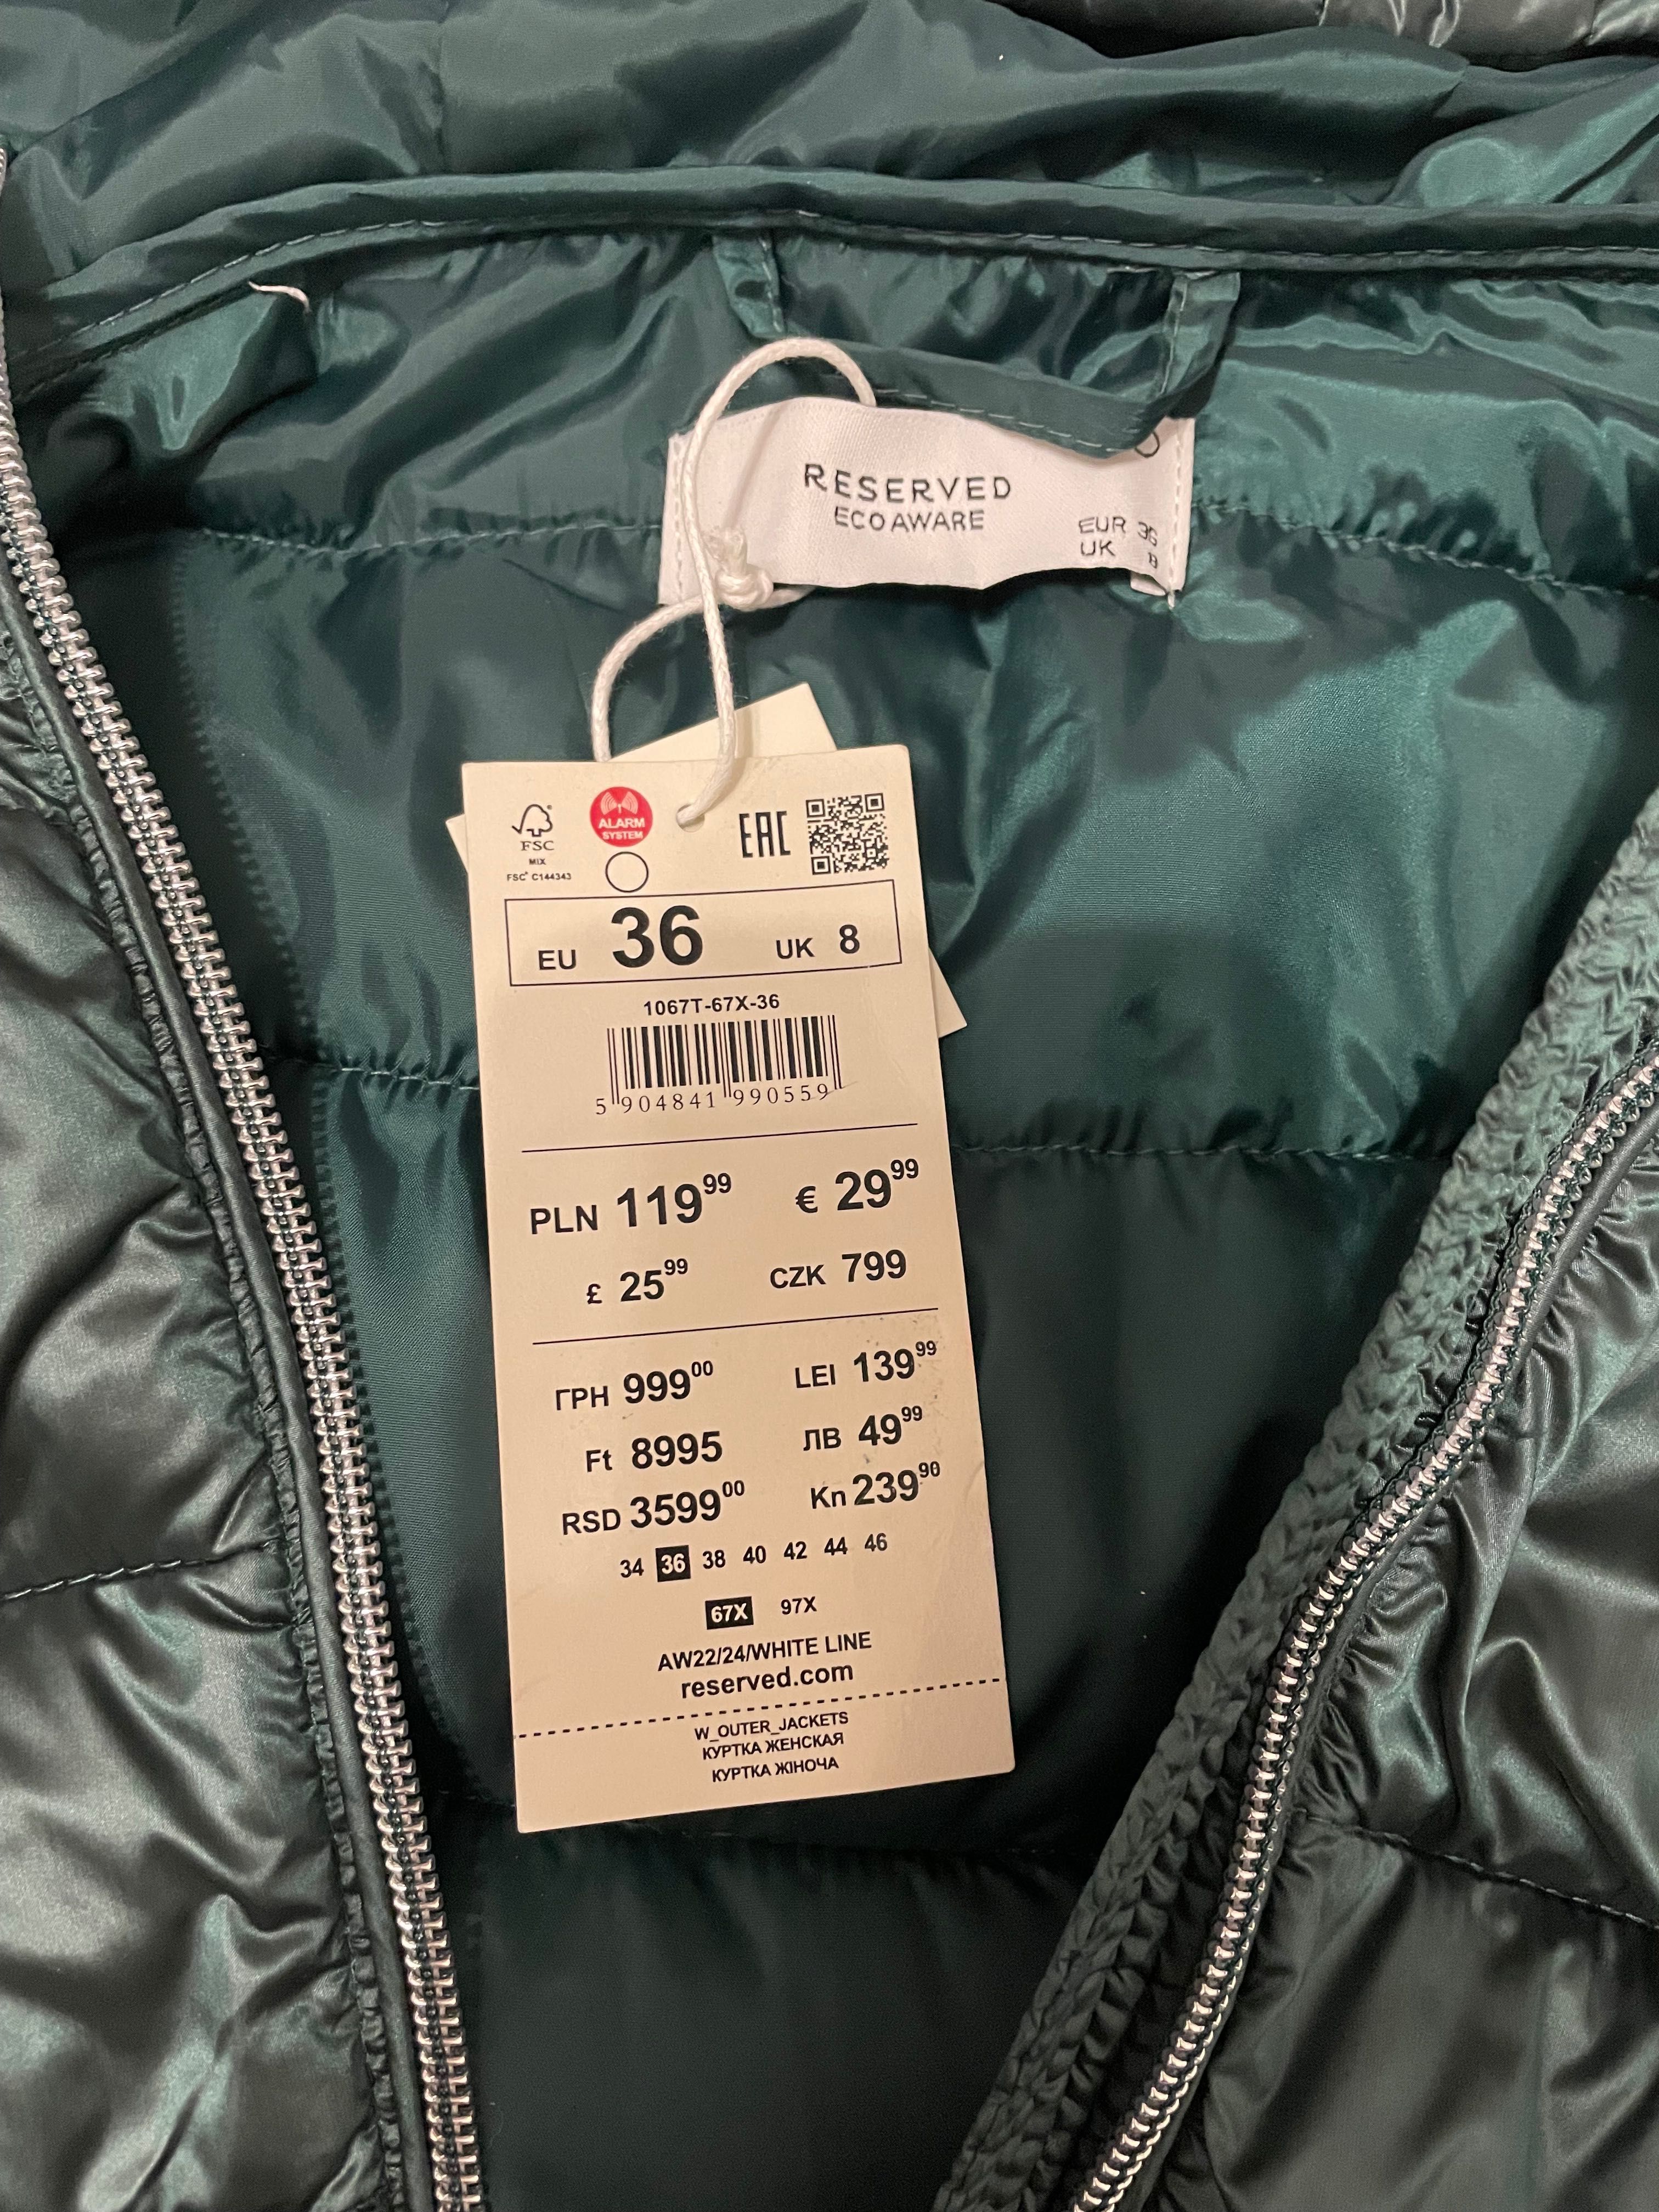 RESERVED
ECO AWARE
EUR 36
UK 8
FSC
MIX
FSC® C144343
ALARM
SYSTEM
EAC
EU 36 UK 8
1067T-67X-36
5 904841 990559
PLN 119 99 € 29 99
£ 25 99 CZK 799
ГРН 999 00 LEI 139 99
Ft 8995 ЛВ 49 99
RSD 3599 00 Kn 239 90
34 36 38 40 42 44 46
67X 97X
AW22/24/WHITE LINE
reserved.com
W_OUTER_JACKETS
КУРТКА ЖЕНСКАЯ
КУРТКА ЖІНОЧА